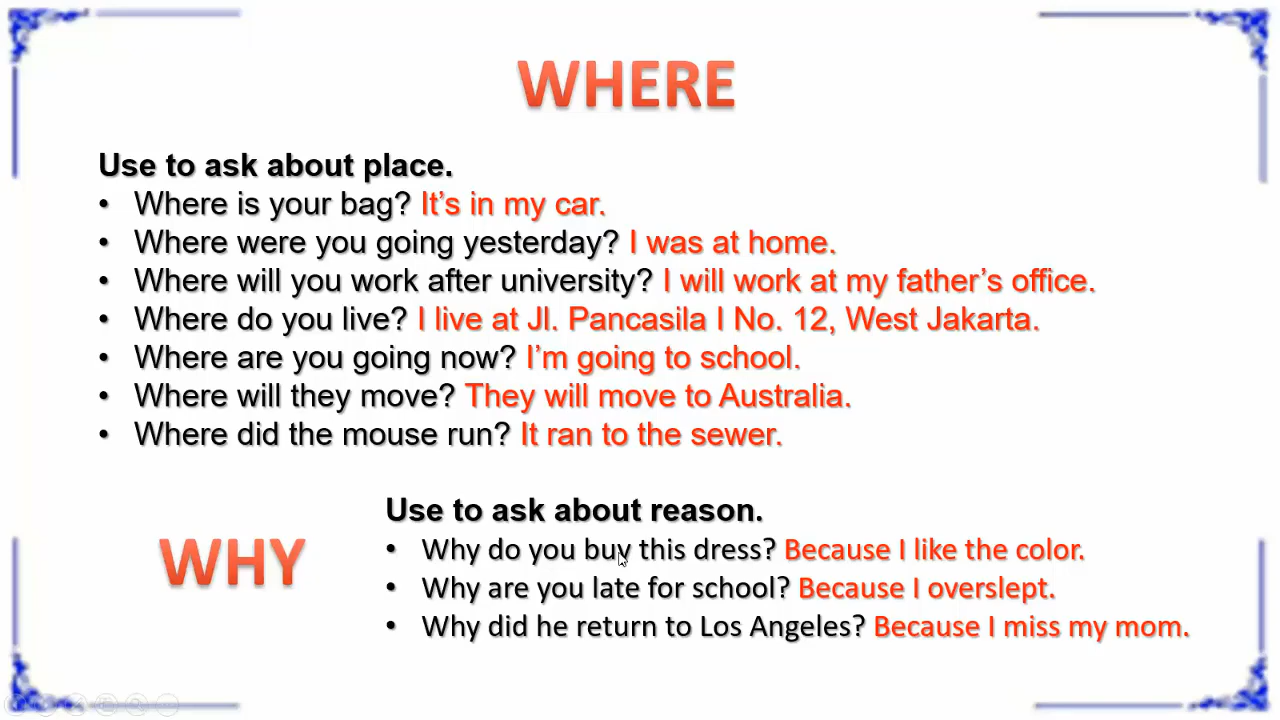 WHERE
Use to ask about place.
• Where is your bag? It’s in my car.
• Where were you going yesterday? I was at home.
• Where will you work after university? I will work at my father’s office.
• Where do you live? I live at Jl. Pancasila I No. 12, West Jakarta.
• Where are you going now? I’m going to school.
• Where will they move? They will move to Australia.
• Where did the mouse run? It ran to the sewer.
WHY
Use to ask about reason.
• Why do you buy this dress? Because I like the color.
• Why are you late for school? Because I overslept.
• Why did he return to Los Angeles? Because I miss my mom.